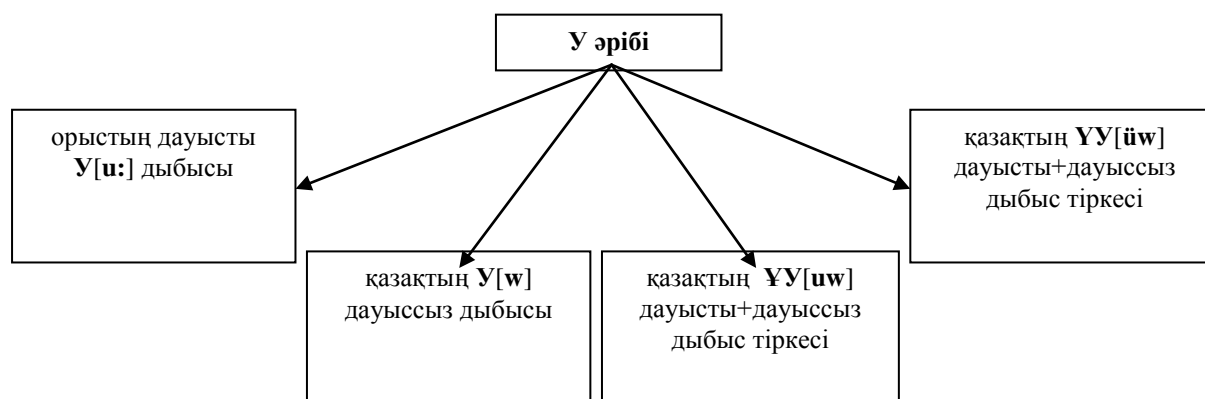 У әрібі
орыстың дауысты
У[u:] дыбысы
қазақтың У[w]
дауыссыз дыбысы
қазақтың ҰУ[uw]
дауысты+дауыссыз
дыбыс тіркесі
қазақтың ҮУ[üw]
дауысты+дауыссыз
дыбыс тіркесі